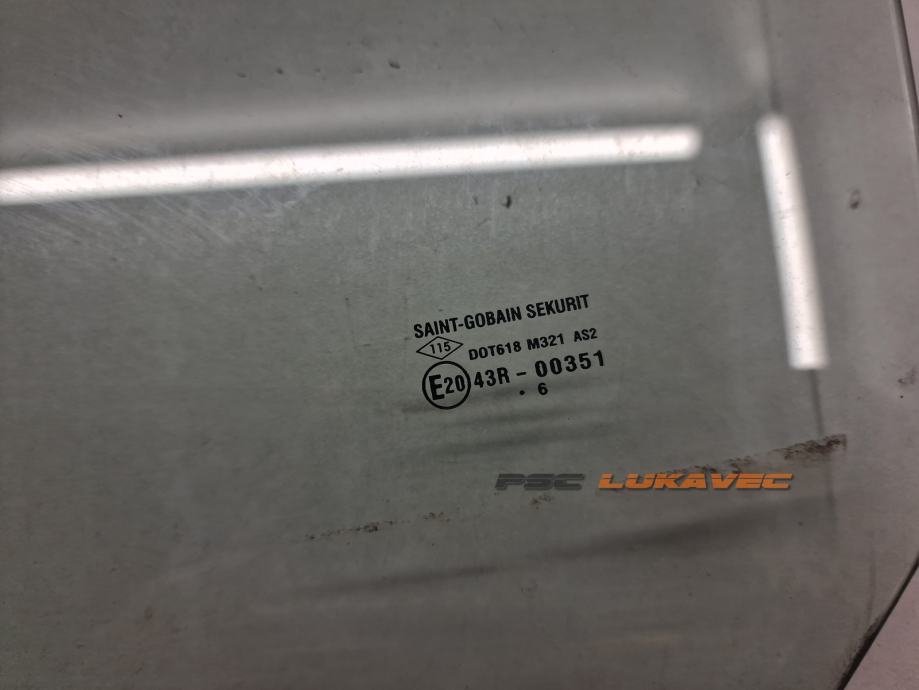 SAINT-GOBAIN SEKURIT
115 DOT618 M321 AS2
E20 43R - 00351
. 6
PSC LUKAVEC